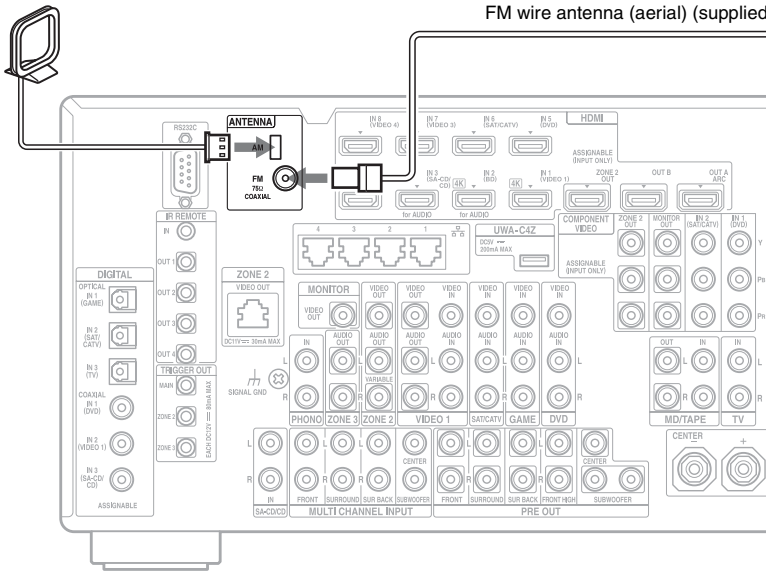 FM wire antenna (aerial) (supplied
RS232C
ANTENNA
AM
FM
75Ω
COAXIAL
IN 8
(VIDEO 4)
IN 7
(VIDEO 3)
IN 6
(SAT/CATV)
IN 5
(DVD)
HDMI
ASSIGNABLE
(INPUT ONLY)
IN 3
(SA-CD/
CD)
for AUDIO
4K
IN 2
(BD)
for AUDIO
4K
IN 1
(VIDEO 1)
ZONE 2
OUT
OUT B
OUT A
ARC
IR REMOTE
IN
OUT 1
OUT 2
OUT 3
OUT 4
4 3 2 1
UWA-C4Z
DC5V
200mA MAX
COMPONENT
VIDEO
ASSIGNABLE
(INPUT ONLY)
ZONE 2
OUT
MONITOR
OUT
IN 2
(SAT/CATV)
IN 1
(DVD)
Y
DIGITAL
OPTICAL
IN 1
(GAME)
IN 2
(SAT/
CATV)
IN 3
(TV)
COAXIAL
IN 1
(DVD)
IN 2
(VIDEO 1)
IN 3
(SA-CD/
CD)
ASSIGNABLE
TRIGGER OUT
MAIN
ZONE 2
ZONE 3
EACH DC12V 80mA MAX
ZONE 2
VIDEO OUT
DC11V 30mA MAX
SIGNAL GND
MONITOR
VIDEO
OUT
VIDEO
OUT
VIDEO
OUT
VIDEO
IN
VIDEO
IN
VIDEO
IN
VIDEO
IN
IN
AUDIO
OUT
AUDIO
OUT
VARIABLE
AUDIO
OUT
AUDIO
IN
AUDIO
IN
AUDIO
IN
AUDIO
IN
L
R
L R
L
R
PHONO ZONE 3 ZONE 2 VIDEO 1 SAT/CATV GAME DVD
OUT
IN
L
R
MD/TAPE
IN
L
R
TV
L
R
IN
SA-CD/CD
L
R
FRONT SURROUND SUR BACK
CENTER
SUBWOOFER
MULTI CHANNEL INPUT
L
R
FRONT SURROUND SUR BACK FRONT HIGH
CENTER
SUBWOOFER
PRE OUT
CENTER
− +